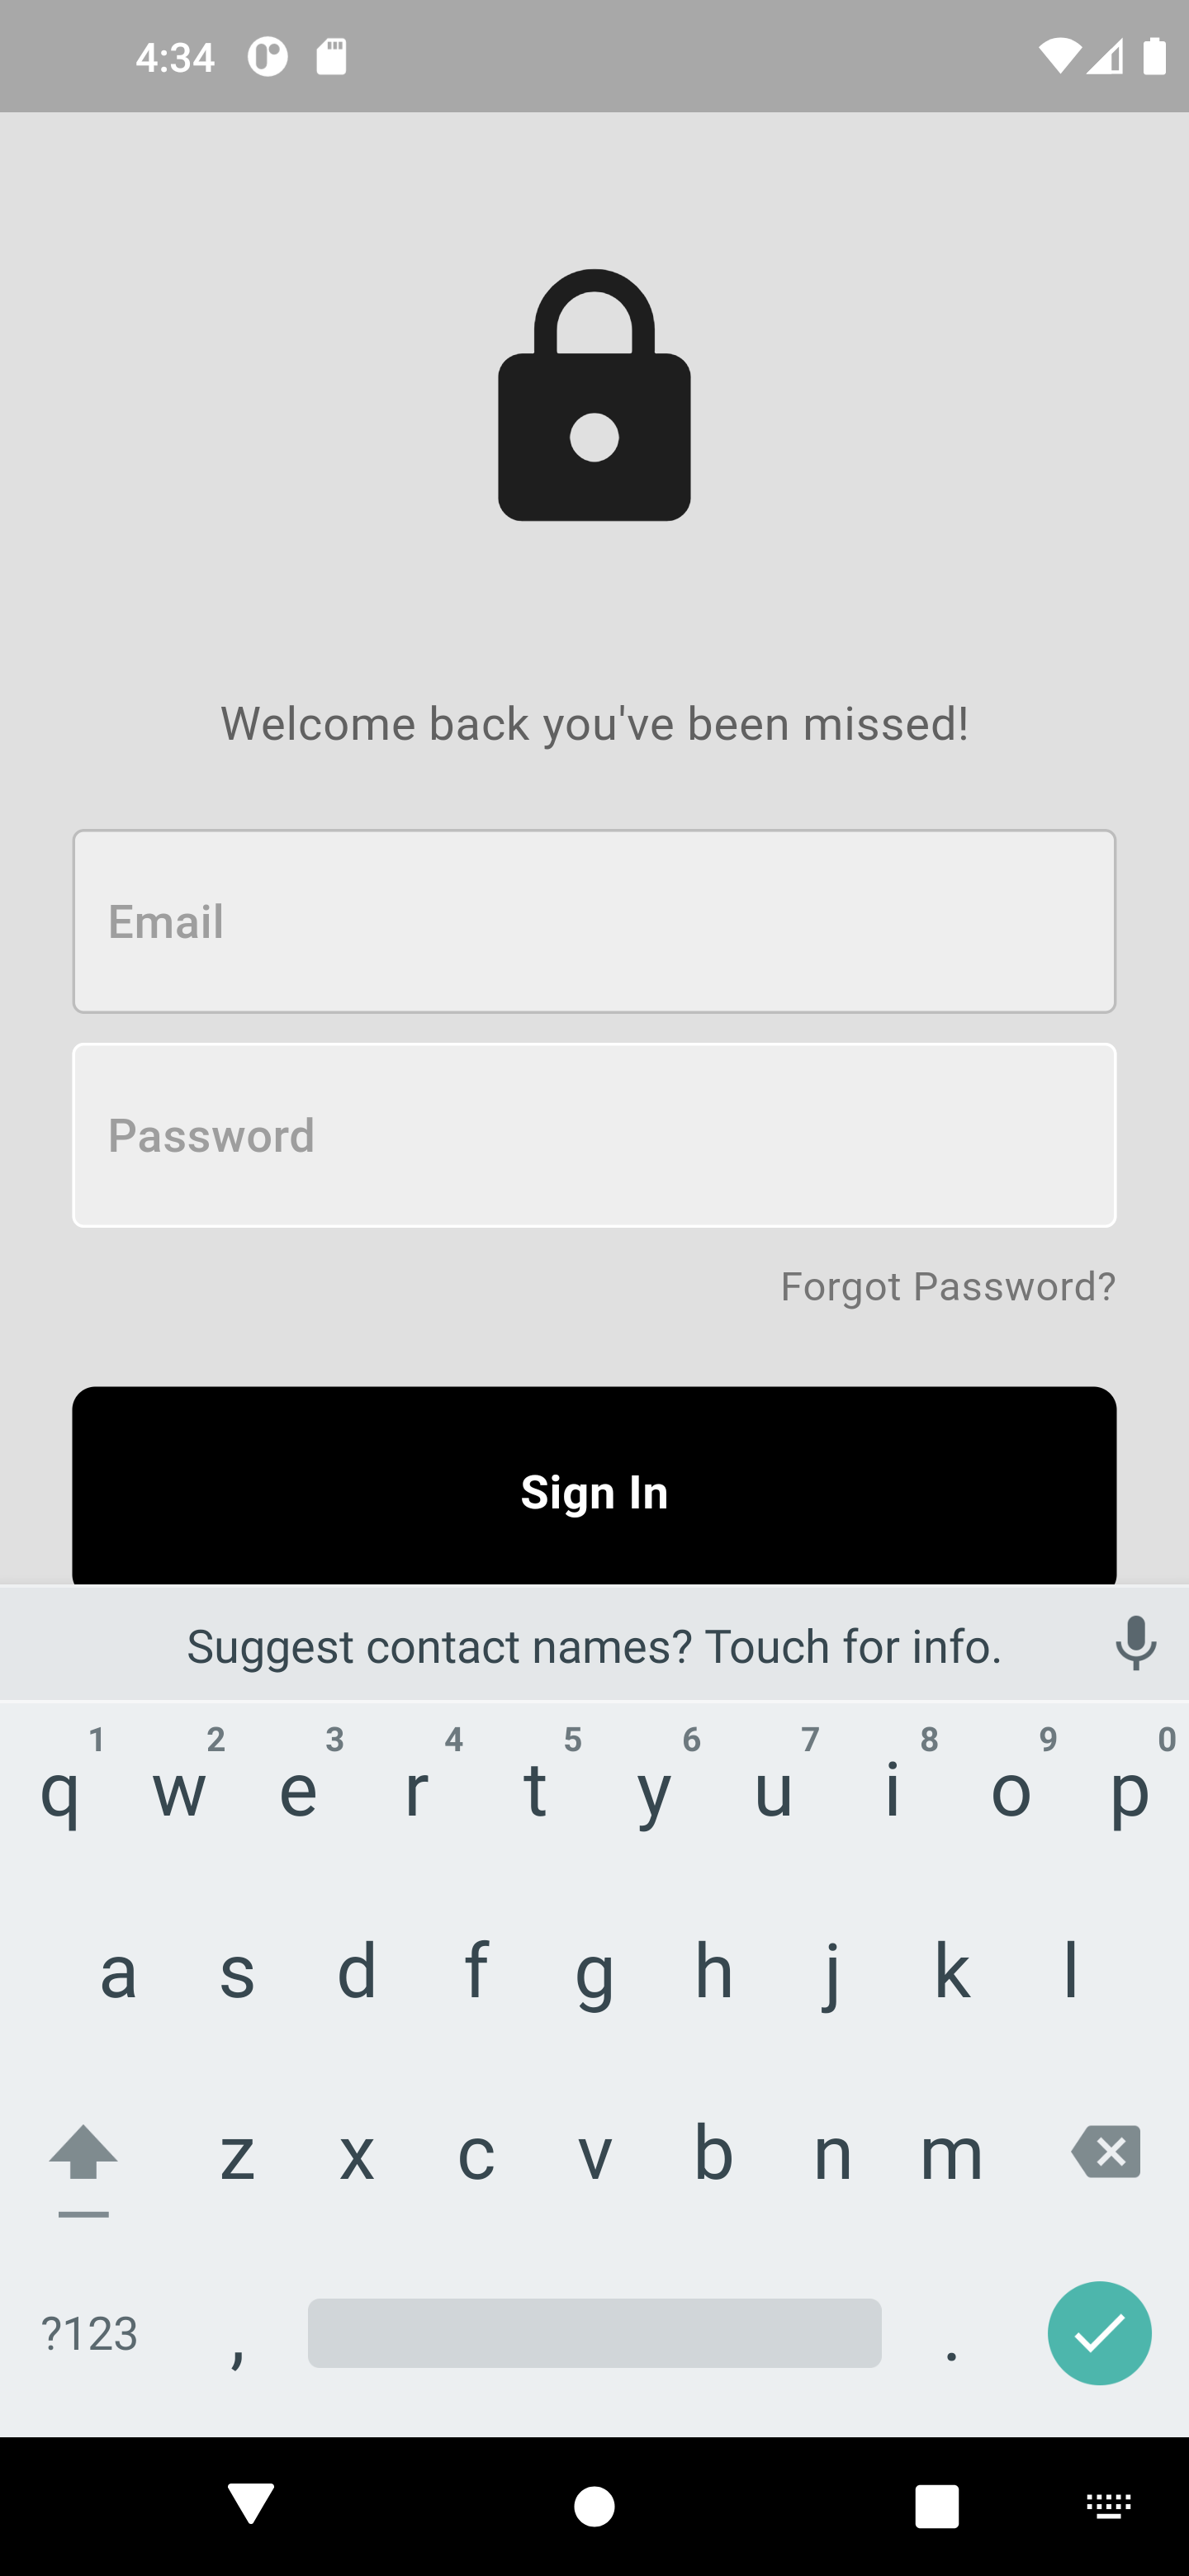 4:34
Welcome back you've been missed!
Email
Password
Forgot Password?
Sign In
Suggest contact names? Touch for info.
1 2 3 4 5 6 7 8 9 0
q w e r t y u i o p
a s d f g h j k l
z x c v b n m
?123 , .